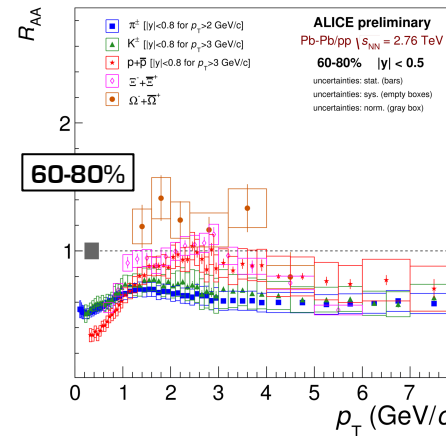 R_AA
π± [|y|<0.8 for p_T>2 GeV/c]
K± [|y|<0.8 for p_T>3 GeV/c]
p+p̅ [|y|<0.8 for p_T>3 GeV/c]
Ξ⁻+Ξ̅⁺
Ω⁻+Ω̅⁺
ALICE preliminary
Pb-Pb/pp √s_NN = 2.76 TeV
60-80% |y| < 0.5
uncertainties: stat. (bars)
uncertainties: sys. (empty boxes)
uncertainties: norm. (gray box)
2
60-80%
1
0 1 2 3 4 5 6 7
p_T (GeV/c